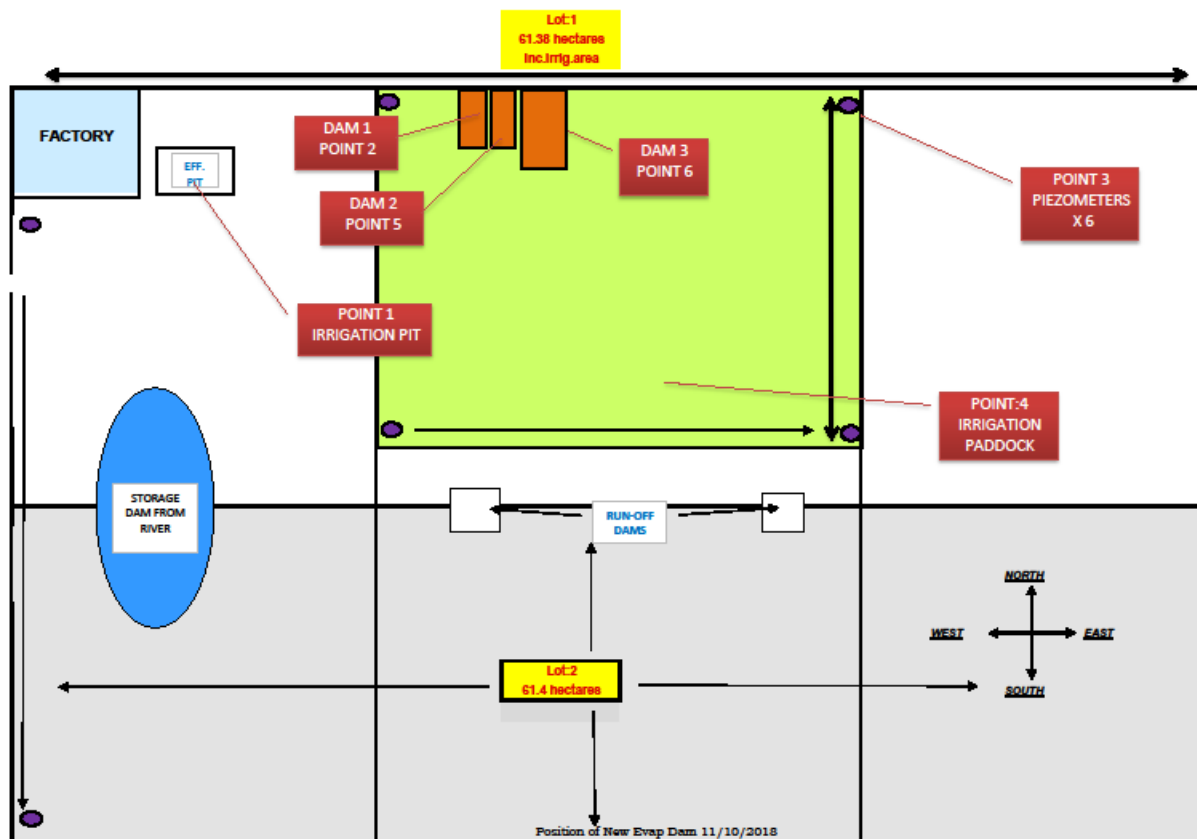 Lot:1
61.38 hectares
Inc.irrig.area
FACTORY
EFF.
PIT
DAM 1
POINT 2
DAM 2
POINT 5
DAM 3
POINT 6
POINT 3
PIEZOMETERS
X 6
POINT 1
IRRIGATION PIT
POINT:4
IRRIGATION
PADDOCK
STORAGE
DAM FROM
RIVER
RUN-OFF
DAMS
NORTH
WEST
EAST
SOUTH
Lot:2
61.4 hectares
Position of New Evap Dam 11/10/2018